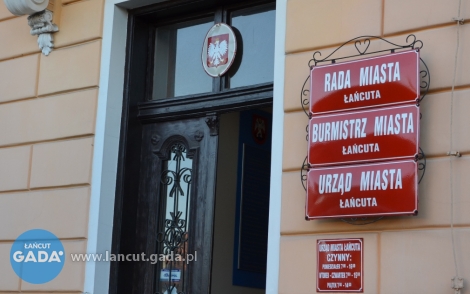 RADA MIASTA
ŁAŃCUTA
BURMISTRZ MIASTA
ŁAŃCUTA
URZĄD MIASTA
ŁAŃCUTA
URZĄD MIASTA ŁAŃCUTA
CZYNNY:
ŁAŃCUT
GADA
www.lancut.gada.pl